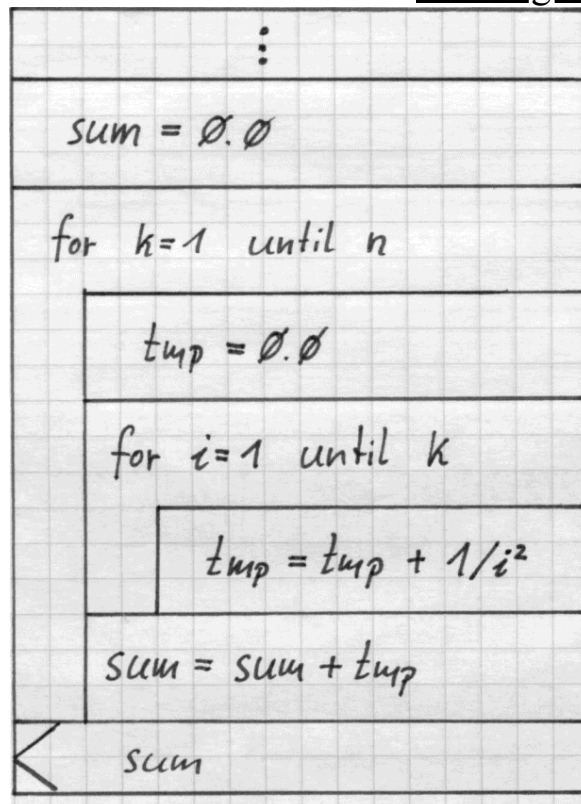 ⋮
sum = 0.0
for k=1 until n
tmp = 0.0
for i=1 until k
tmp = tmp + 1/i²
sum = sum + tmp
sum